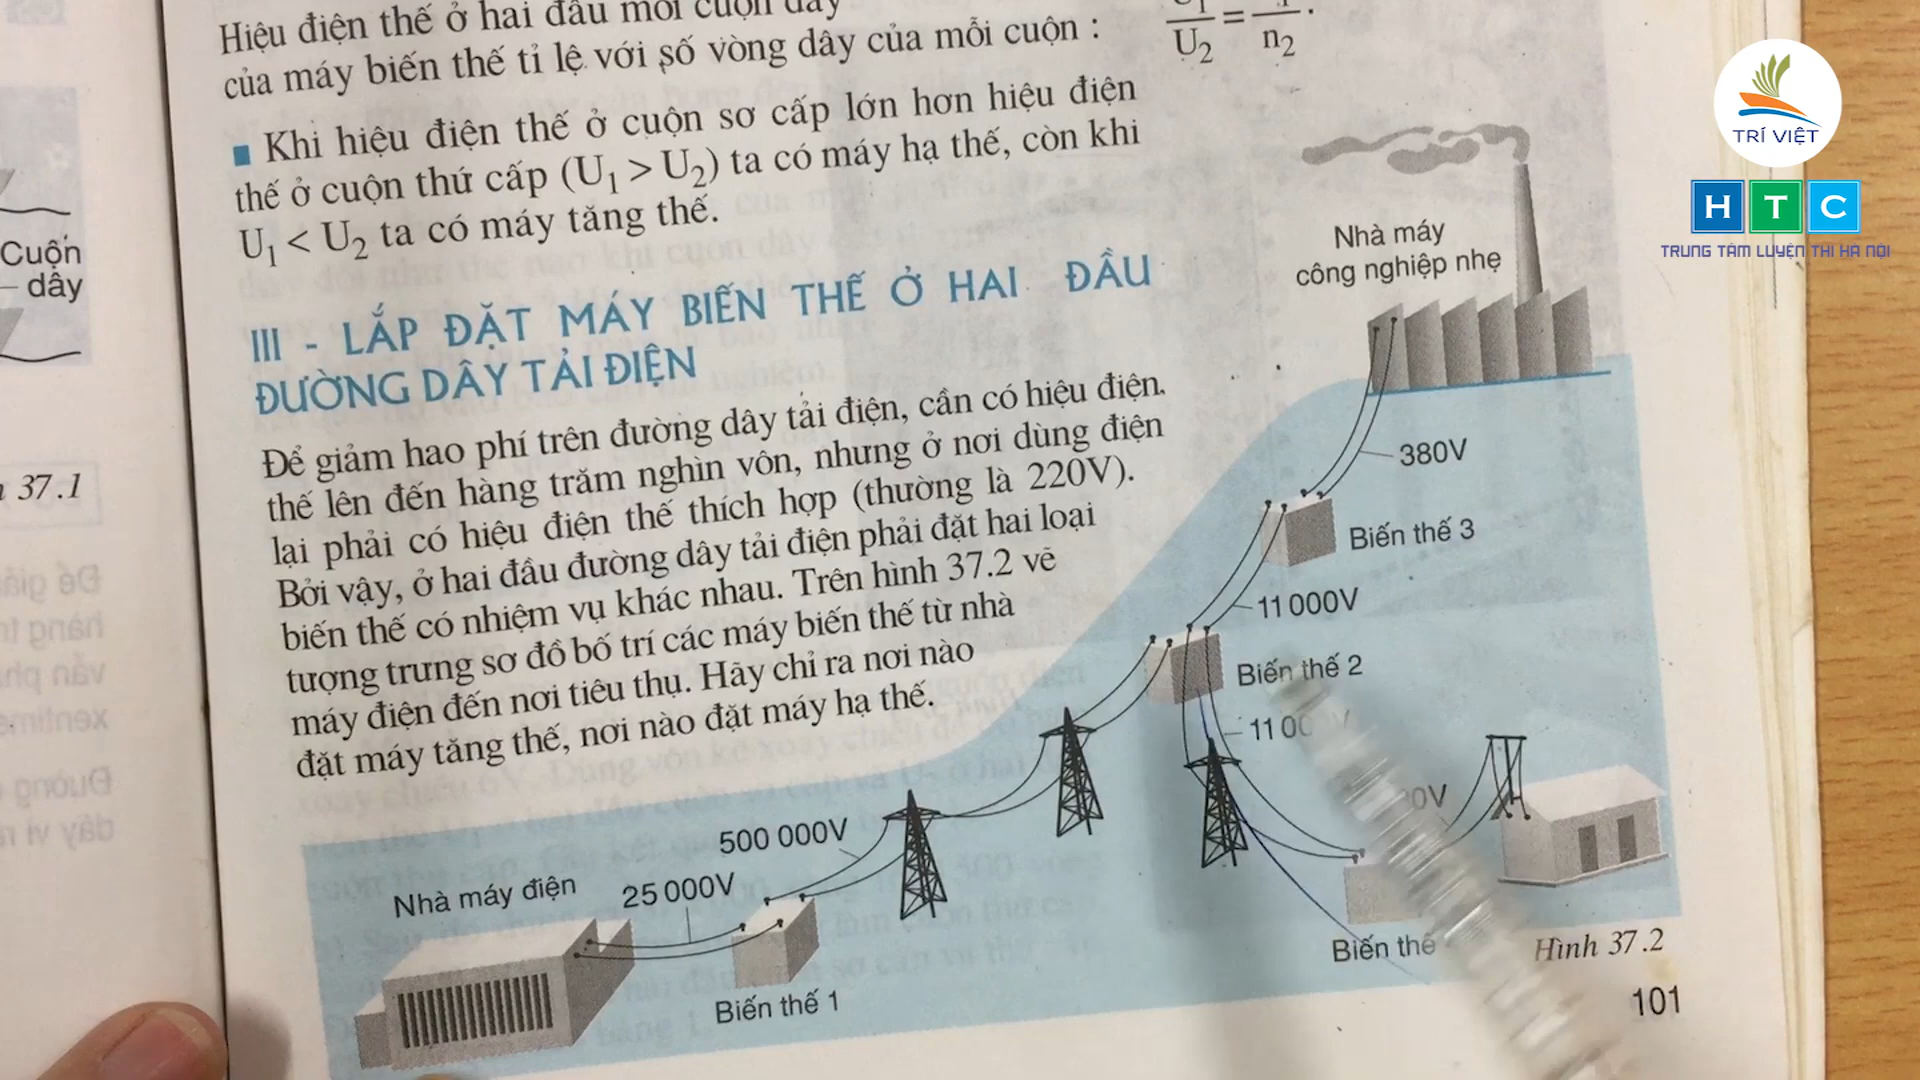 Hiệu điện thế ở hai đầu mỗi cuộn dây
của máy biến thế tỉ lệ với số vòng dây của mỗi cuộn :
U2
=
n2
.
■ Khi hiệu điện thế ở cuộn sơ cấp lớn hơn hiệu điện
thế ở cuộn thứ cấp (U1 > U2) ta có máy hạ thế, còn khi
U1 < U2 ta có máy tăng thế.
III - LẮP ĐẶT MÁY BIẾN THẾ Ở HAI ĐẦU
ĐƯỜNG DÂY TẢI ĐIỆN
Để giảm hao phí trên đường dây tải điện, cần có hiệu điện
thế lên đến hàng trăm nghìn vôn, nhưng ở nơi dùng điện
lại phải có hiệu điện thế thích hợp (thường là 220V).
Bởi vậy, ở hai đầu đường dây tải điện phải đặt hai loại
biến thế có nhiệm vụ khác nhau. Trên hình 37.2 vẽ
tượng trưng sơ đồ bố trí các máy biến thế từ nhà
máy điện đến nơi tiêu thụ. Hãy chỉ ra nơi nào
đặt máy tăng thế, nơi nào đặt máy hạ thế.
Nhà máy
công nghiệp nhẹ
380V
Biến thế 3
11 000V
Biến thế 2
500 000V
25 000V
Nhà máy điện
Biến thế 1
Biến thế
Hình 37.2
101
Cuộn
dây
37.1
TRÍ VIỆT
HTC
TRUNG TÂM LUYỆN THI HÀ NỘI